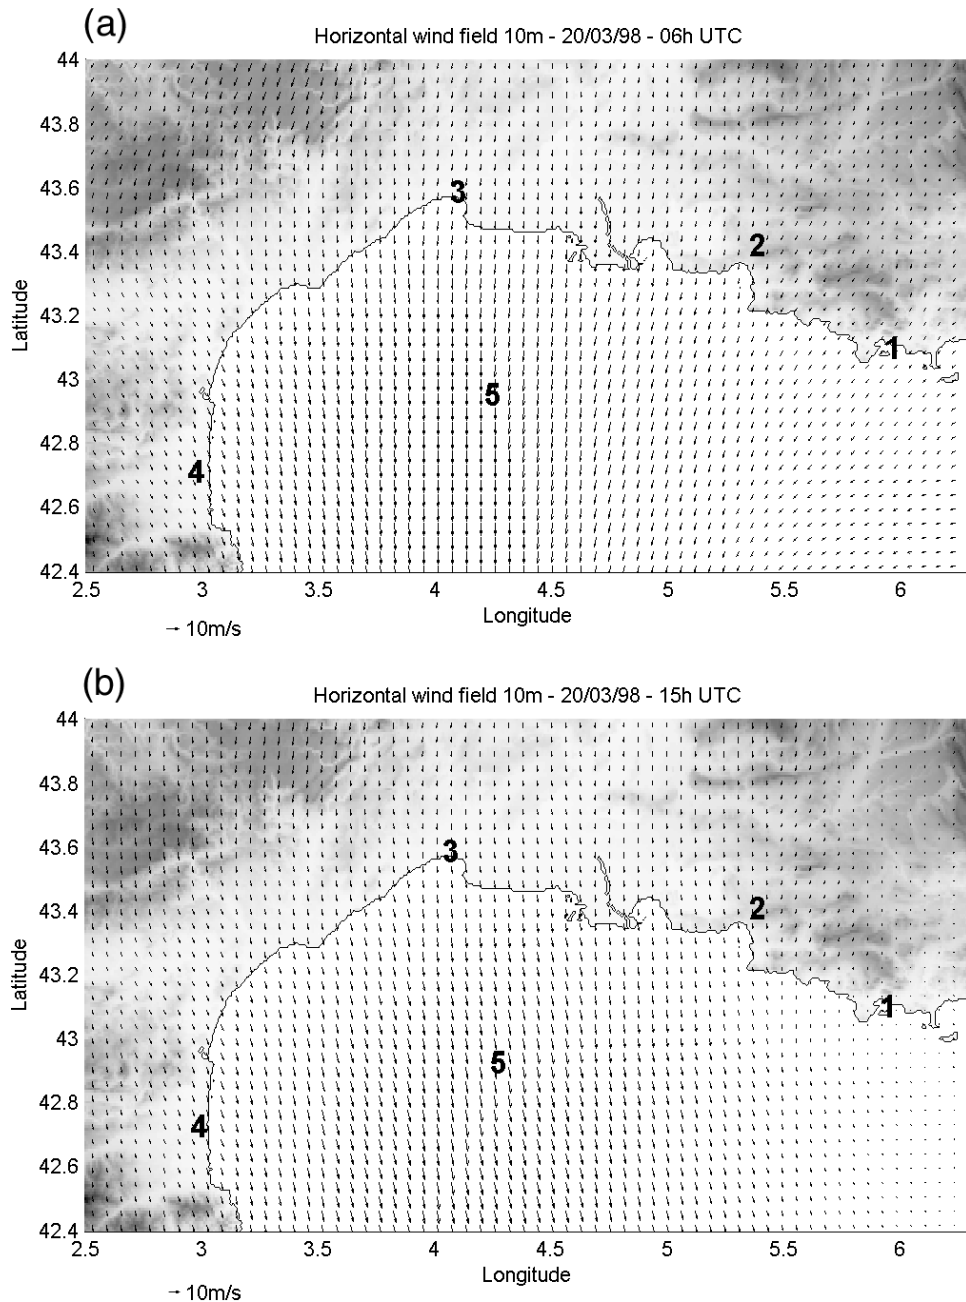 (a)
Horizontal wind field 10m - 20/03/98 - 06h UTC
44
43.8
43.6
43.4
43.2
43
42.8
42.6
42.4
Latitude
3
2
1
5
4
2.5 3 3.5 4 4.5 5 5.5 6
Longitude
10m/s
(b)
Horizontal wind field 10m - 20/03/98 - 15h UTC
44
43.8
43.6
43.4
43.2
43
42.8
42.6
42.4
Latitude
3
2
1
5
4
2.5 3 3.5 4 4.5 5 5.5 6
Longitude
10m/s